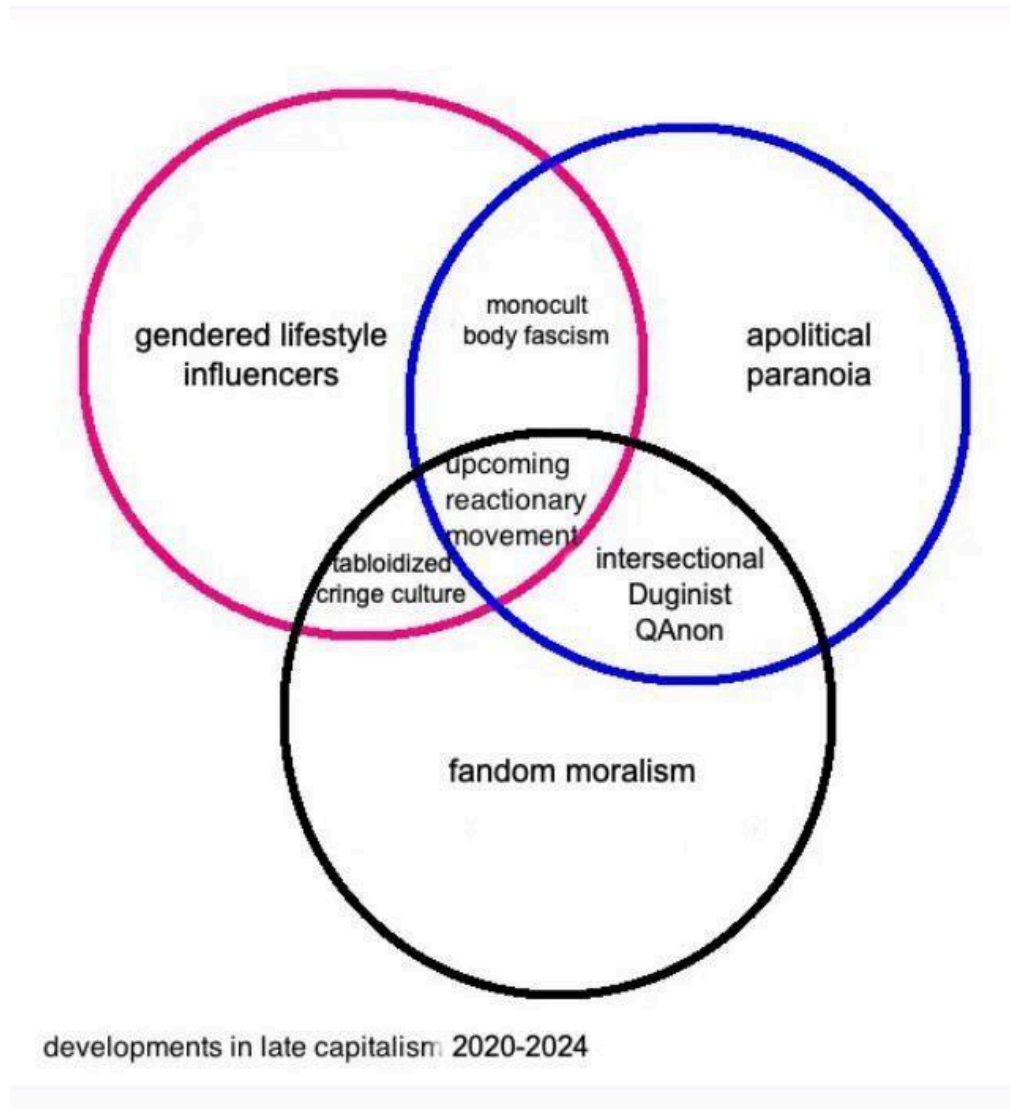 monocult
body fascism
gendered lifestyle
influencers
apolitical
paranoia
upcoming
reactionary
movement
tabloidized
cringe culture
intersectional
Duginist
QAnon
fandom moralism
developments in late capitalism 2020-2024